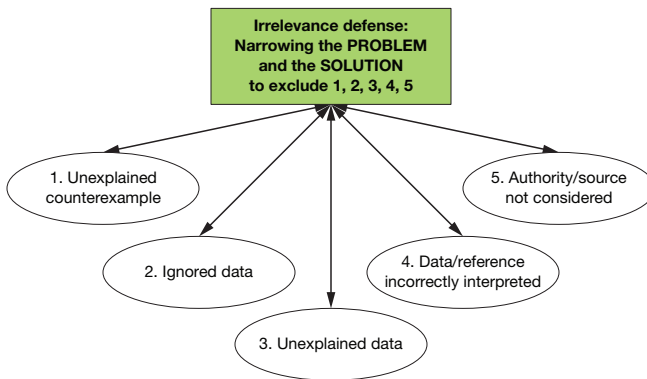 Irrelevance defense:
Narrowing the PROBLEM
and the SOLUTION
to exclude 1, 2, 3, 4, 5
1. Unexplained
counterexample
2. Ignored data
3. Unexplained data
4. Data/reference
incorrectly interpreted
5. Authority/source
not considered